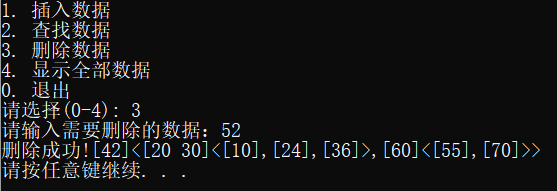 1. 插入数据
2. 查找数据
3. 删除数据
4. 显示全部数据
0. 退出
请选择(0-4): 3
请输入需要删除的数据：52
删除成功![42]<[20 30]<[10],[24],[36]>,[60]<[55],[70]>>
请按任意键继续. . .